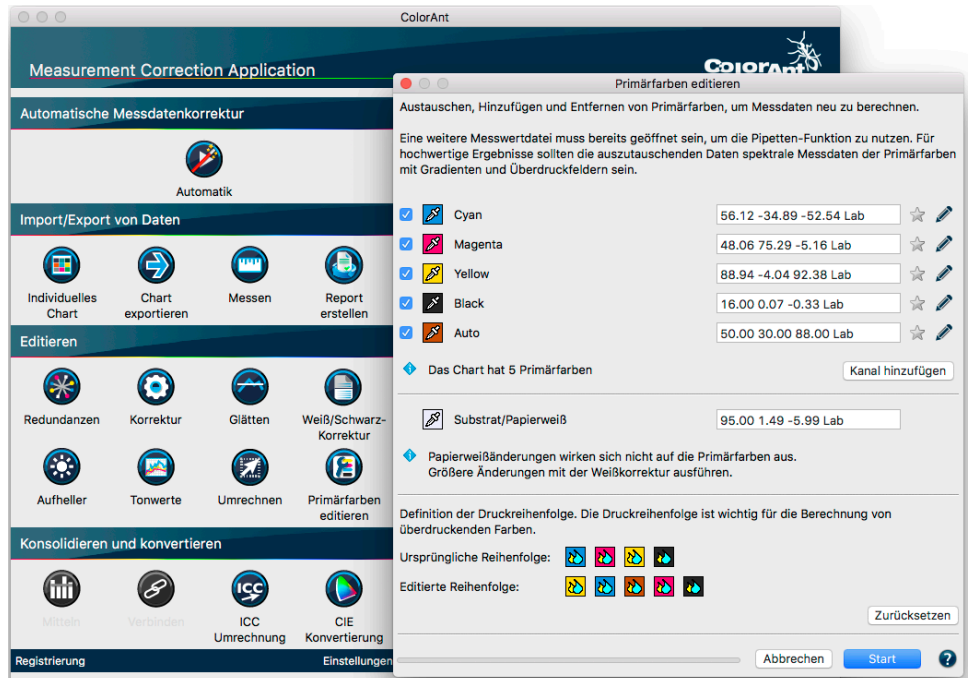 ColorAnt
Measurement Correction Application
ColorAnt
Automatische Messdatenkorrektur
Automatik
Import/Export von Daten
Individuelles
Chart
Chart
exportieren
Messen
Report
erstellen
Editieren
Redundanzen
Korrektur
Glätten
Weiß/Schwarz-
Korrektur
Aufheller
Tonwerte
Umrechnen
Primärfarben
editieren
Konsolidieren und konvertieren
Mitteln
Verbinden
ICC
ICC
Umrechnung
CIE
Konvertierung
Registrierung
Einstellungen
Primärfarben editieren
Austauschen, Hinzufügen und Entfernen von Primärfarben, um Messdaten neu zu berechnen.
Eine weitere Messwertdatei muss bereits geöffnet sein, um die Pipetten-Funktion zu nutzen. Für
hochwertige Ergebnisse sollten die auszutauschenden Daten spektrale Messdaten der Primärfarben
mit Gradienten und Überdruckfeldern sein.
Cyan 56.12 -34.89 -52.54 Lab
Magenta 48.06 75.29 -5.16 Lab
Yellow 88.94 -4.04 92.38 Lab
Black 16.00 0.07 -0.33 Lab
Auto 50.00 30.00 88.00 Lab
Das Chart hat 5 Primärfarben Kanal hinzufügen
Substrat/Papierweiß 95.00 1.49 -5.99 Lab
Papierweißänderungen wirken sich nicht auf die Primärfarben aus.
Größere Änderungen mit der Weißkorrektur ausführen.
Definition der Druckreihenfolge. Die Druckreihenfolge ist wichtig für die Berechnung von
überdruckenden Farben.
Ursprüngliche Reihenfolge:
Editierte Reihenfolge:
Zurücksetzen
Abbrechen Start ?